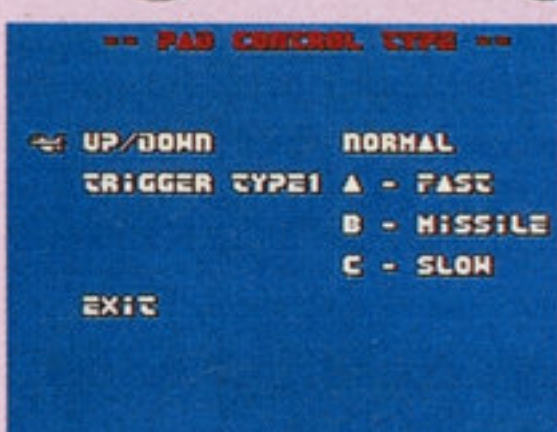 -- PAD CONTROL TYPE --
UP/DOWN NORMAL
TRiGGER TYPE1 A - FAST
B - MiSSiLE
C - SLOW
EXiT